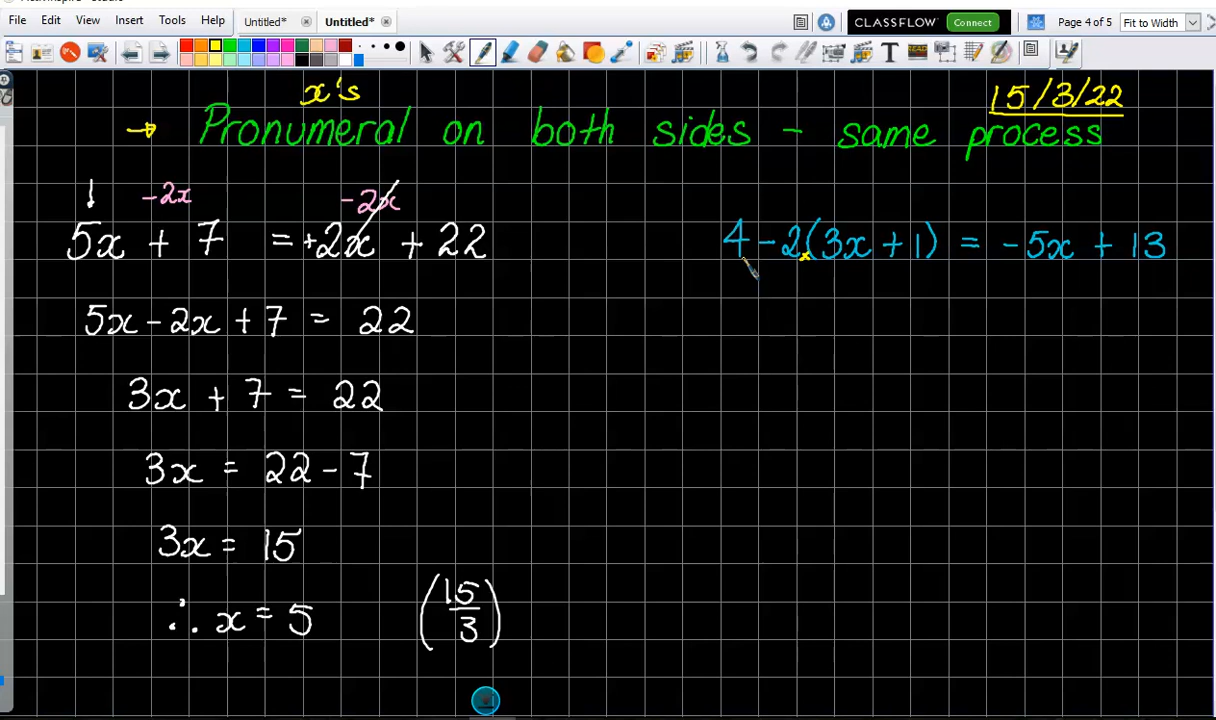 File Edit View Insert Tools Help
Untitled* Untitled*
CLASSFLOW Connect
Page 4 of 5 Fit to Width
x's
15/3/22
→ Pronumeral on both sides - same process
-2x -2x
5x + 7 = +2x + 22
5x - 2x + 7 = 22
3x + 7 = 22
3x = 22 - 7
3x = 15
∴ x = 5 (15/3)
4 - 2(3x + 1) = -5x + 13